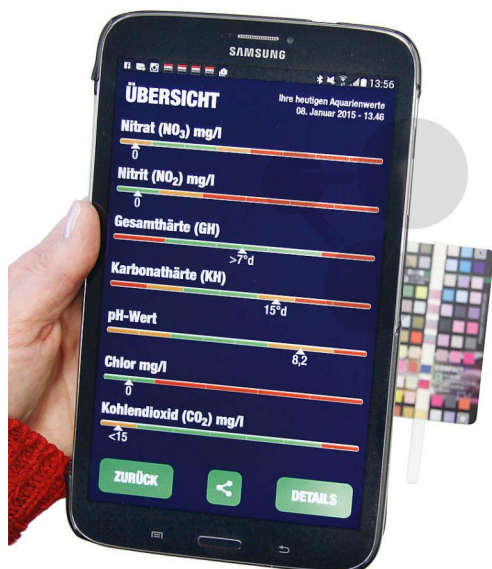 SAMSUNG
13:56
ÜBERSICHT
Ihre heutigen Aquarienwerte
08. Januar 2015 - 13.46
Nitrat (NO₃) mg/l
0
Nitrit (NO₂) mg/l
0
Gesamthärte (GH)
>7°d
Karbonathärte (KH)
15°d
pH-Wert
8,2
Chlor mg/l
0
Kohlendioxid (CO₂) mg/l
<15
ZURÜCK
DETAILS